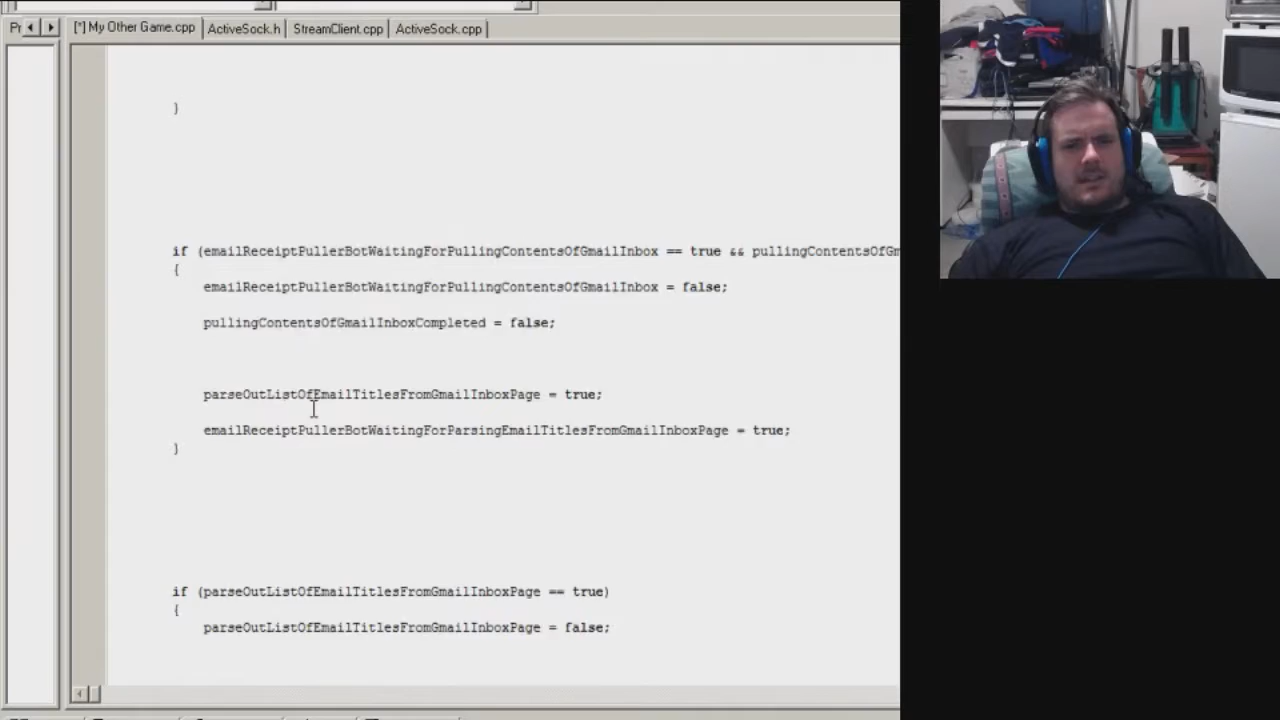 Pr
[*] My Other Game.cpp
ActiveSock.h
StreamClient.cpp
ActiveSock.cpp
}
if (emailReceiptPullerBotWaitingForPullingContentsOfGmailInbox == true && pullingContentsOfGm
{
emailReceiptPullerBotWaitingForPullingContentsOfGmailInbox = false;
pullingContentsOfGmailInboxCompleted = false;
parseOutListOfEmailTitlesFromGmailInboxPage = true;
emailReceiptPullerBotWaitingForParsingEmailTitlesFromGmailInboxPage = true;
}
if (parseOutListOfEmailTitlesFromGmailInboxPage == true)
{
parseOutListOfEmailTitlesFromGmailInboxPage = false;